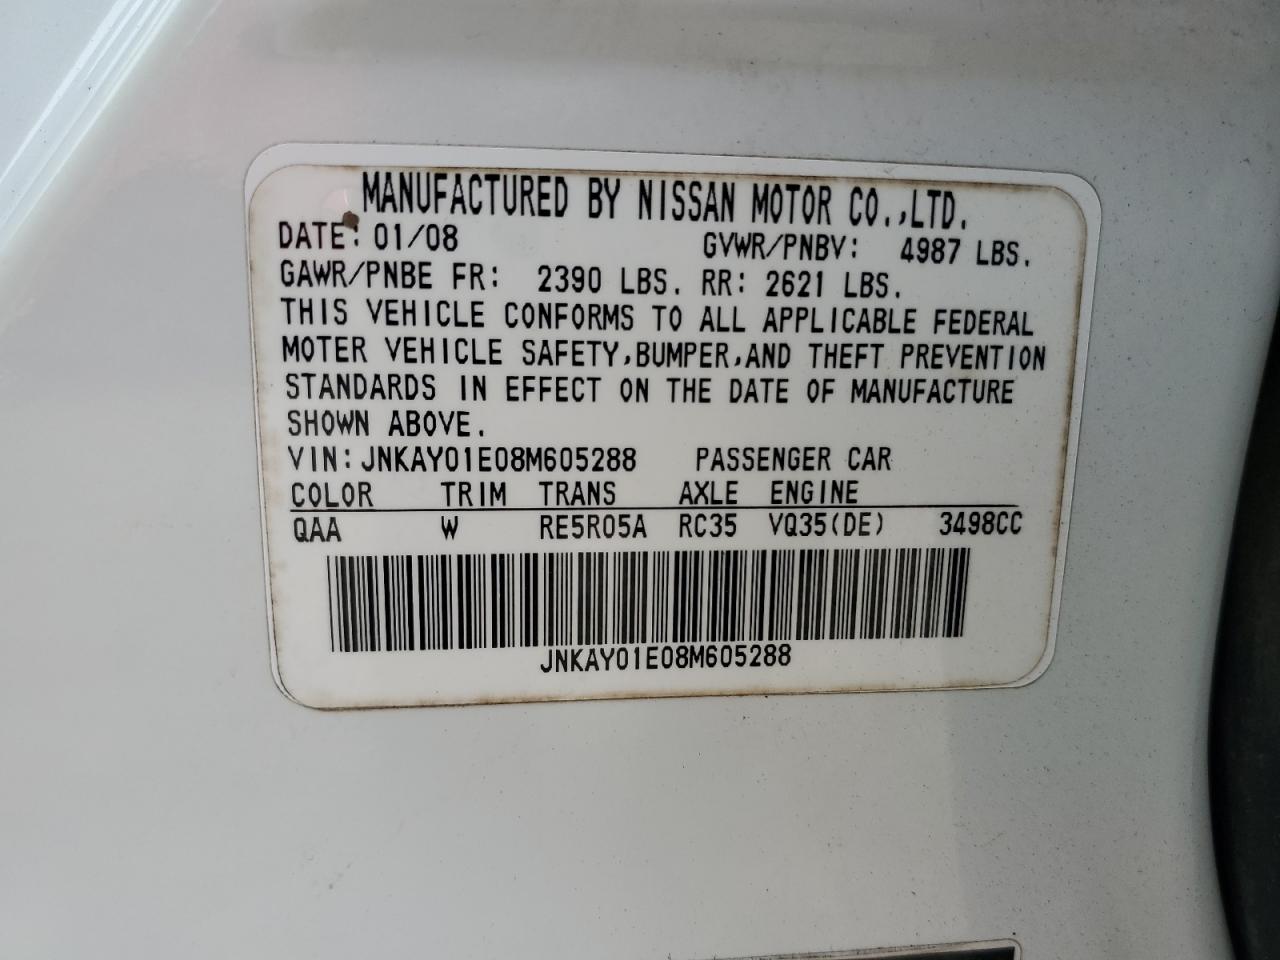 MANUFACTURED BY NISSAN MOTOR CO.,LTD.
DATE: 01/08 GVWR/PNBV: 4987 LBS.
GAWR/PNBE FR: 2390 LBS. RR: 2621 LBS.
THIS VEHICLE CONFORMS TO ALL APPLICABLE FEDERAL
MOTER VEHICLE SAFETY,BUMPER,AND THEFT PREVENTION
STANDARDS IN EFFECT ON THE DATE OF MANUFACTURE
SHOWN ABOVE.
VIN:JNKAY01E08M605288 PASSENGER CAR
COLOR TRIM TRANS AXLE ENGINE
QAA W RE5R05A RC35 VQ35(DE) 3498CC
JNKAY01E08M605288